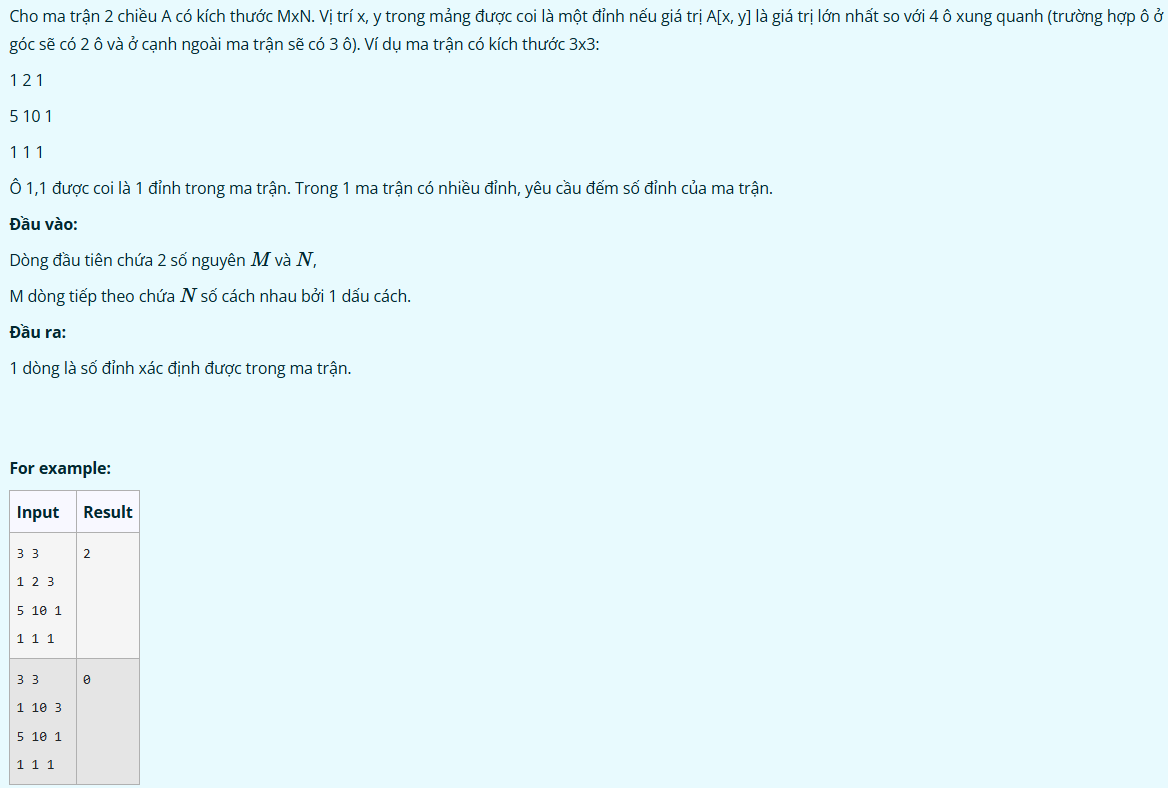 Cho ma trận 2 chiều A có kích thước MxN. Vị trí x, y trong mảng được coi là một đỉnh nếu giá trị A[x, y] là giá trị lớn nhất so với 4 ô xung quanh (trường hợp ô ở
góc sẽ có 2 ô và ở cạnh ngoài ma trận sẽ có 3 ô). Ví dụ ma trận có kích thước 3x3:
1 2 1
5 10 1
1 1 1
Ô 1,1 được coi là 1 đỉnh trong ma trận. Trong 1 ma trận có nhiều đỉnh, yêu cầu đếm số đỉnh của ma trận.
Đầu vào:
Dòng đầu tiên chứa 2 số nguyên M và N,
M dòng tiếp theo chứa N số cách nhau bởi 1 dấu cách.
Đầu ra:
1 dòng là số đỉnh xác định được trong ma trận.
For example:
Input Result
3 3 2
1 2 3
5 10 1
1 1 1
3 3 0
1 10 3
5 10 1
1 1 1